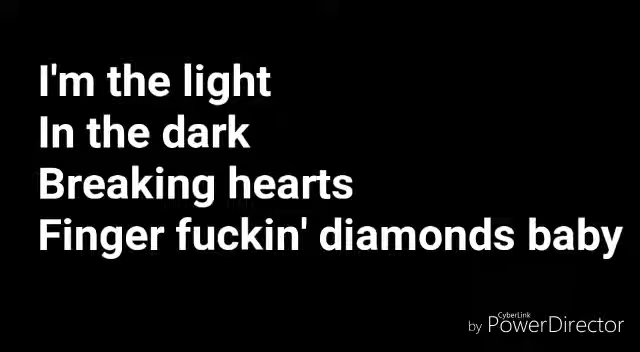 I'm the light
In the dark
Breaking hearts
Finger fuckin' diamonds baby
CyberLink
by PowerDirector